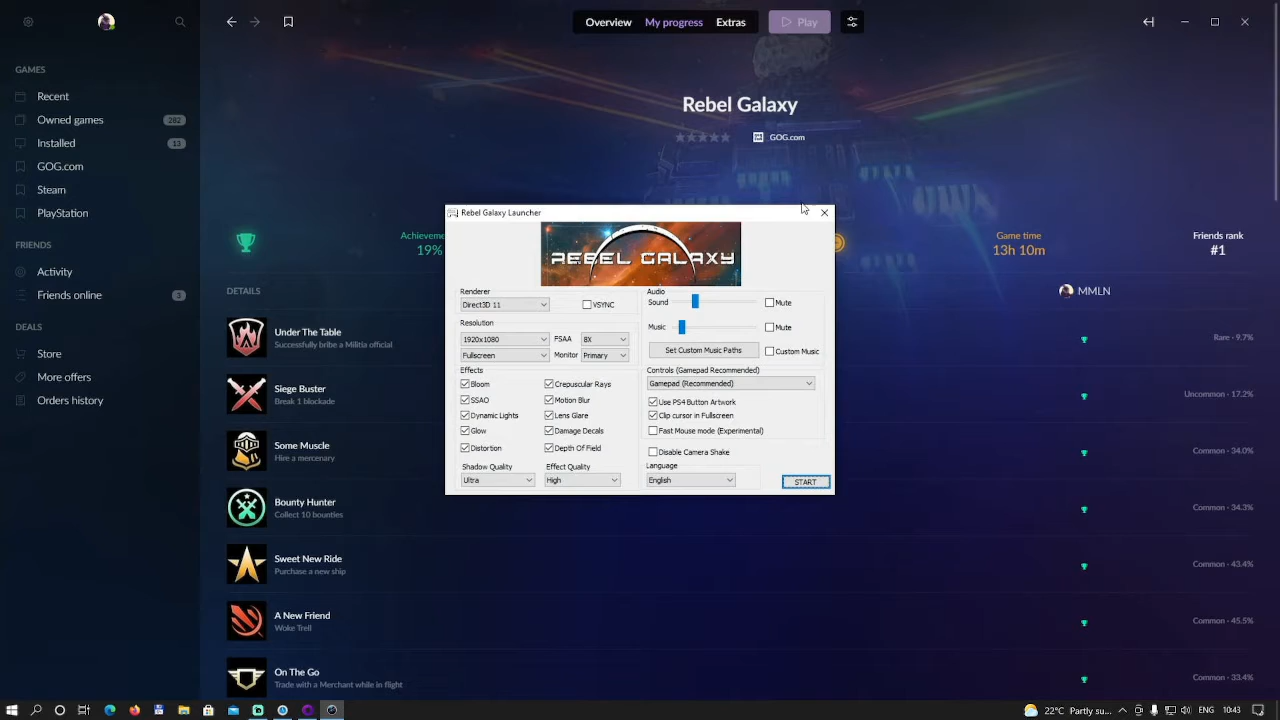 Overview
My progress
Extras
Play
GAMES
Recent
Owned games 282
Installed 13
GOG.com
Steam
PlayStation
FRIENDS
Activity
Friends online 3
DEALS
Store
More offers
Orders history
Rebel Galaxy
GOG.com
Achieveme
19%
Game time
13h 10m
Friends rank
#1
DETAILS
MMLN
Under The Table
Successfully bribe a Militia official
Rare - 9.7%
Siege Buster
Break 1 blockade
Uncommon - 17.2%
Some Muscle
Hire a mercenary
Common - 34.0%
Bounty Hunter
Collect 10 bounties
Common - 34.3%
Sweet New Ride
Purchase a new ship
Common - 43.4%
A New Friend
Woke Trell
Common - 45.5%
On The Go
Trade with a Merchant while in flight
Common - 33.4%
Rebel Galaxy Launcher
REBEL GALAXY
Renderer
Direct3D 11
VSYNC
Resolution
1920x1080
FSAA
8X
Fullscreen
Monitor
Primary
Effects
Bloom
Crepuscular Rays
SSAO
Motion Blur
Dynamic Lights
Lens Glare
Glow
Damage Decals
Distortion
Depth Of Field
Shadow Quality
Effect Quality
Ultra
High
Audio
Sound
Mute
Music
Mute
Set Custom Music Paths
Custom Music
Controls (Gamepad Recommended)
Gamepad (Recommended)
Use PS4 Button Artwork
Clip cursor in Fullscreen
Fast Mouse mode (Experimental)
Disable Camera Shake
Language
English
START
22°C Partly su...
ENG
10:43